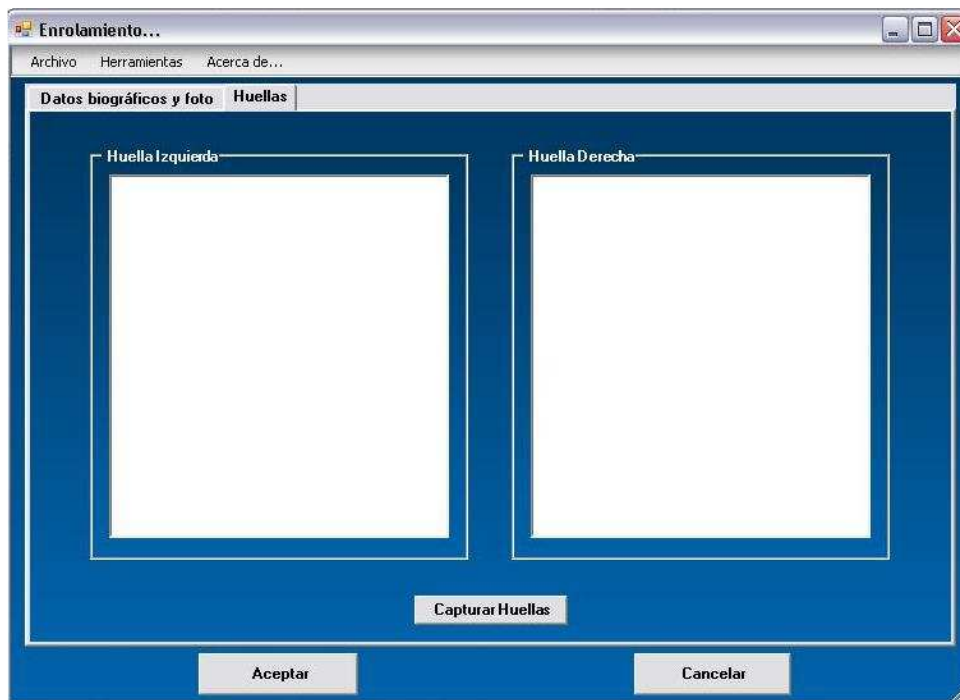 Enrolamiento...
Archivo Herramientas Acerca de...
Datos biográficos y foto Huellas
Huella Izquierda Huella Derecha
Capturar Huellas
Aceptar Cancelar